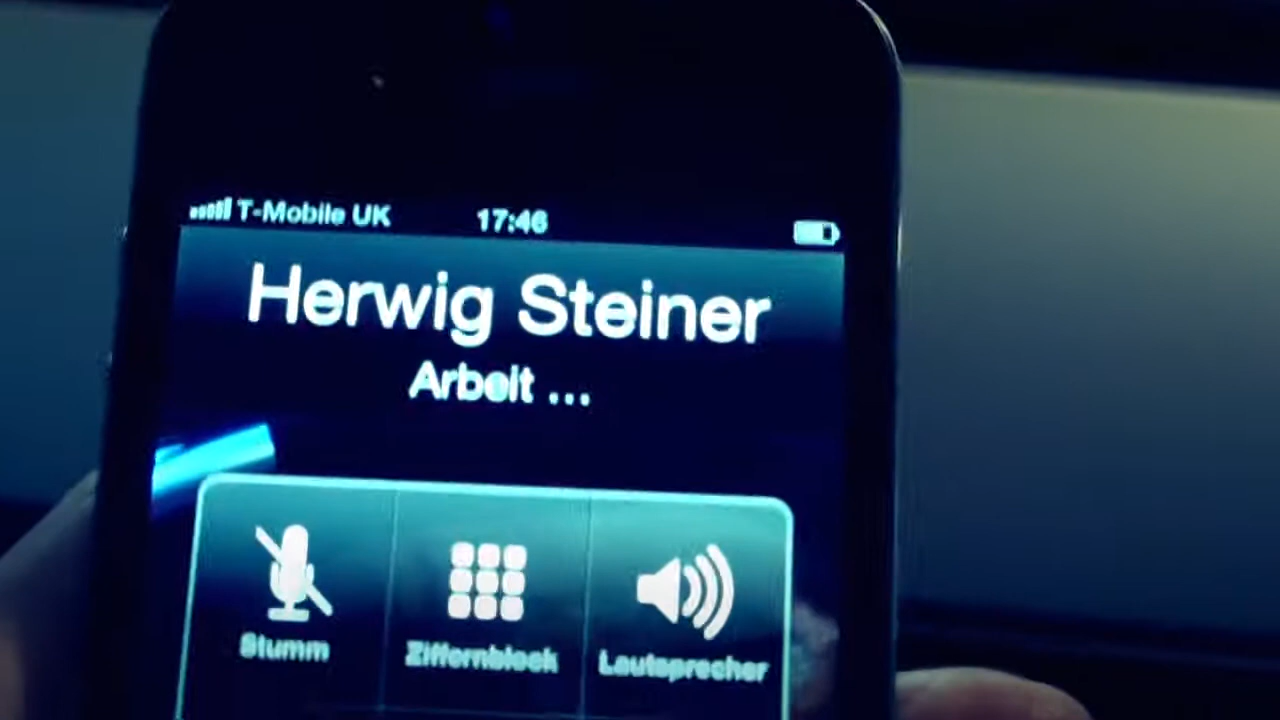 T-Mobile UK 17:46
Herwig Steiner
Arbeit ...
Stumm Ziffernblock Lautsprecher